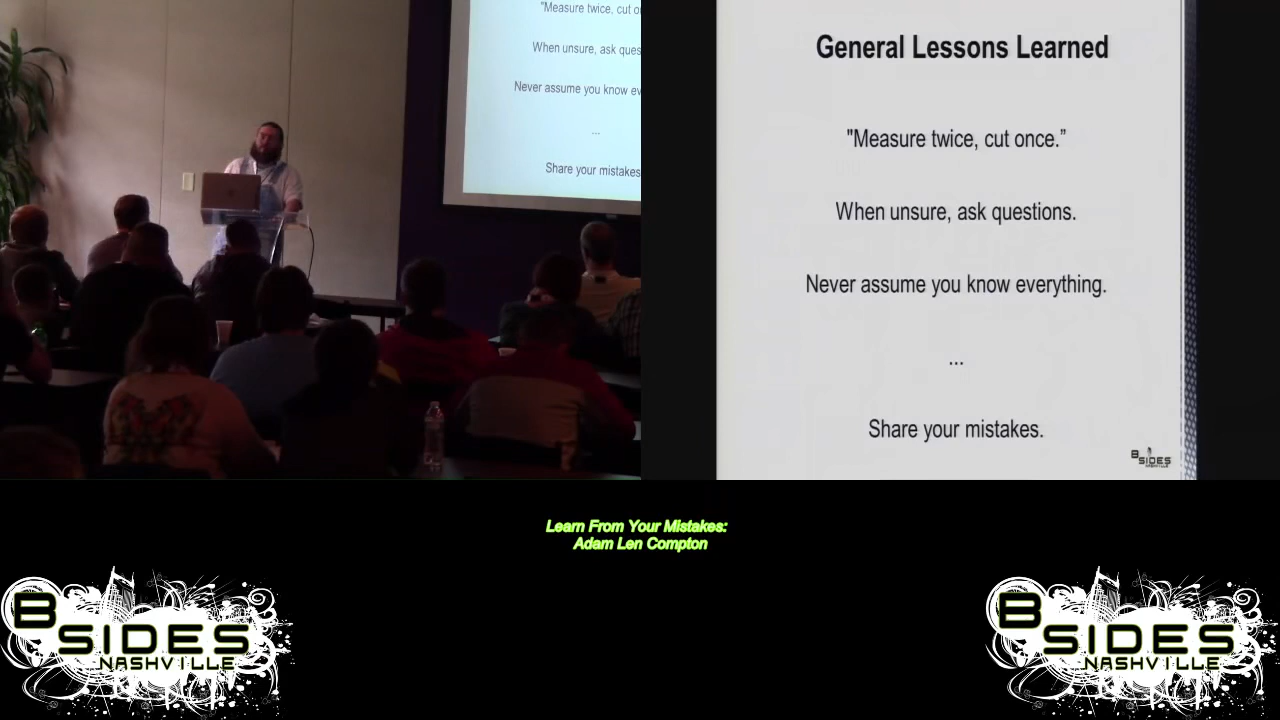 "Measure twice, cut o
When unsure, ask ques
Never assume you know ev
...
Share your mistakes
General Lessons Learned
"Measure twice, cut once.”
When unsure, ask questions.
Never assume you know everything.
...
Share your mistakes.
BSIDES
NASHVILLE
Learn From Your Mistakes:
Adam Len Compton
BSIDES
NASHVILLE
BSIDES
NASHVILLE